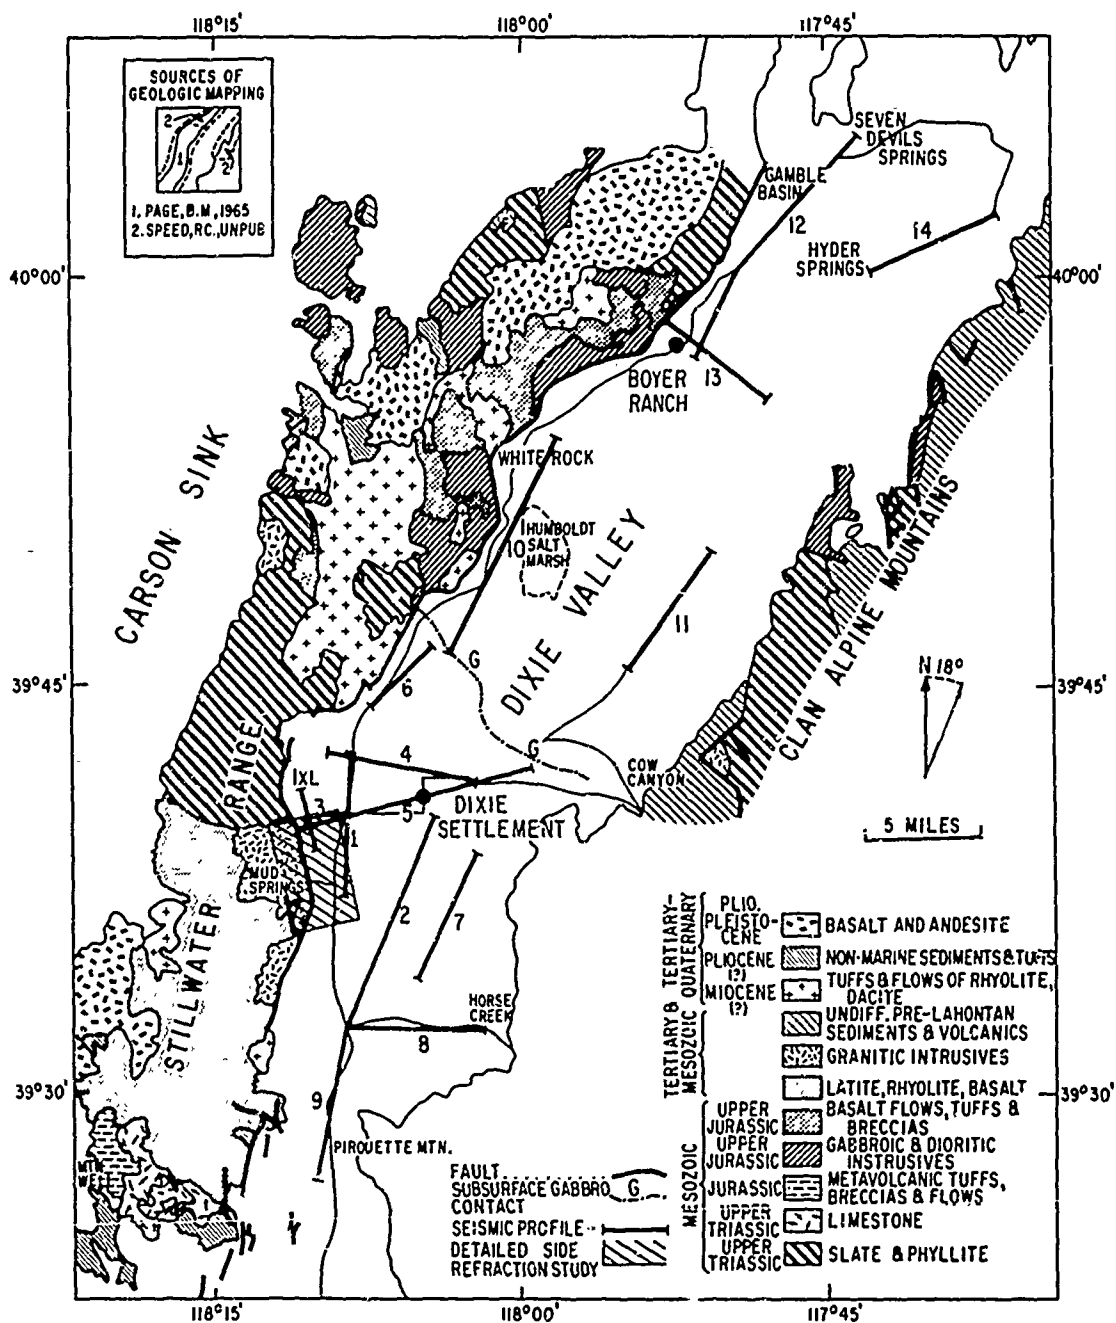 118°15'
118°00'
117°45'
SOURCES OF
GEOLOGIC MAPPING
2
1
2
1. PAGE, B.M., 1965
2. SPEED, RC., UNPUB
SEVEN
DEVILS
SPRINGS
GAMBLE
BASIN
12
14
HYDER
SPRINGS
40°00'
40°00'
BOYER
RANCH
13
CARSON SINK
WHITE ROCK
HUMBOLDT
SALT
MARSH
10
DIXIE VALLEY
11
CLAN ALPINE MOUNTAINS
N 18°
G
39°45'
39°45'
6
G
4
COW
CANYON
RANGE
IXL
3
5
DIXIE
SETTLEMENT
1
5 MILES
MUD
SPRINGS
2
7
STILLWATER
HORSE
CREEK
8
39°30'
39°30'
9
PIROUETTE MTN.
MTN.
WELL
FAULT
SUBSURFACE GABBRO
CONTACT
G
SEISMIC PROFILE
DETAILED SIDE
REFRACTION STUDY
TERTIARY & TERTIARY-
MESOZOIC QUATERNARY
MESOZOIC
PLIO.
PLEISTO-
CENE
BASALT AND ANDESITE
PLIOCENE
(?)
NON-MARINE SEDIMENTS & TUFFS
MIOCENE
(?)
TUFFS & FLOWS OF RHYOLITE,
DACITE
UNDIFF. PRE-LAHONTAN
SEDIMENTS & VOLCANICS
GRANITIC INTRUSIVES
LATITE, RHYOLITE, BASALT
UPPER
JURASSIC
BASALT FLOWS, TUFFS &
BRECCIAS
UPPER
JURASSIC
GABBROIC & DIORITIC
INSTRUSIVES
JURASSIC
METAVOLCANIC TUFFS,
BRECCIAS & FLOWS
UPPER
TRIASSIC
LIMESTONE
UPPER
TRIASSIC
SLATE & PHYLLITE
118°15'
118°00'
117°45'